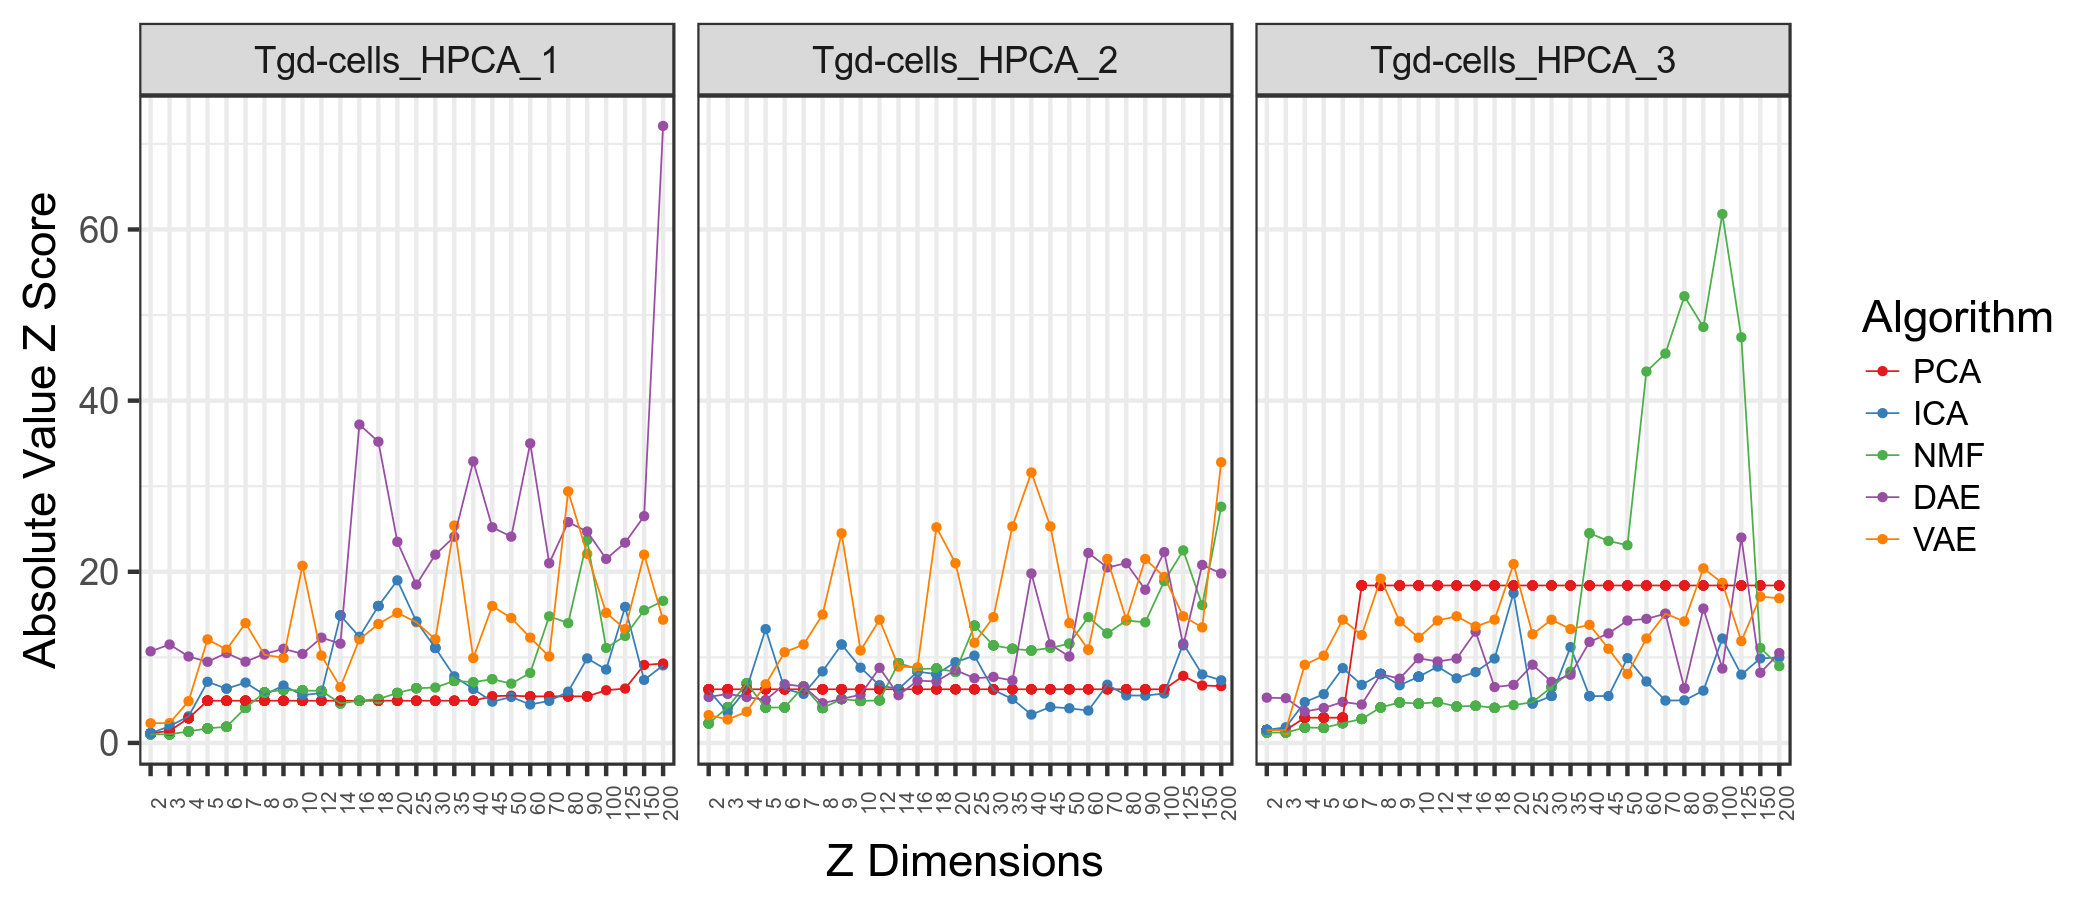 Tgd-cells_HPCA_1
Tgd-cells_HPCA_2
Tgd-cells_HPCA_3
Absolute Value Z Score
60
40
20
0
2 3 4 5 6 7 8 9 10 12 14 16 18 20 25 30 35 40 45 50 60 70 80 90 100 125 150 200
2 3 4 5 6 7 8 9 10 12 14 16 18 20 25 30 35 40 45 50 60 70 80 90 100 125 150 200
2 3 4 5 6 7 8 9 10 12 14 16 18 20 25 30 35 40 45 50 60 70 80 90 100 125 150 200
Z Dimensions
Algorithm
PCA
ICA
NMF
DAE
VAE